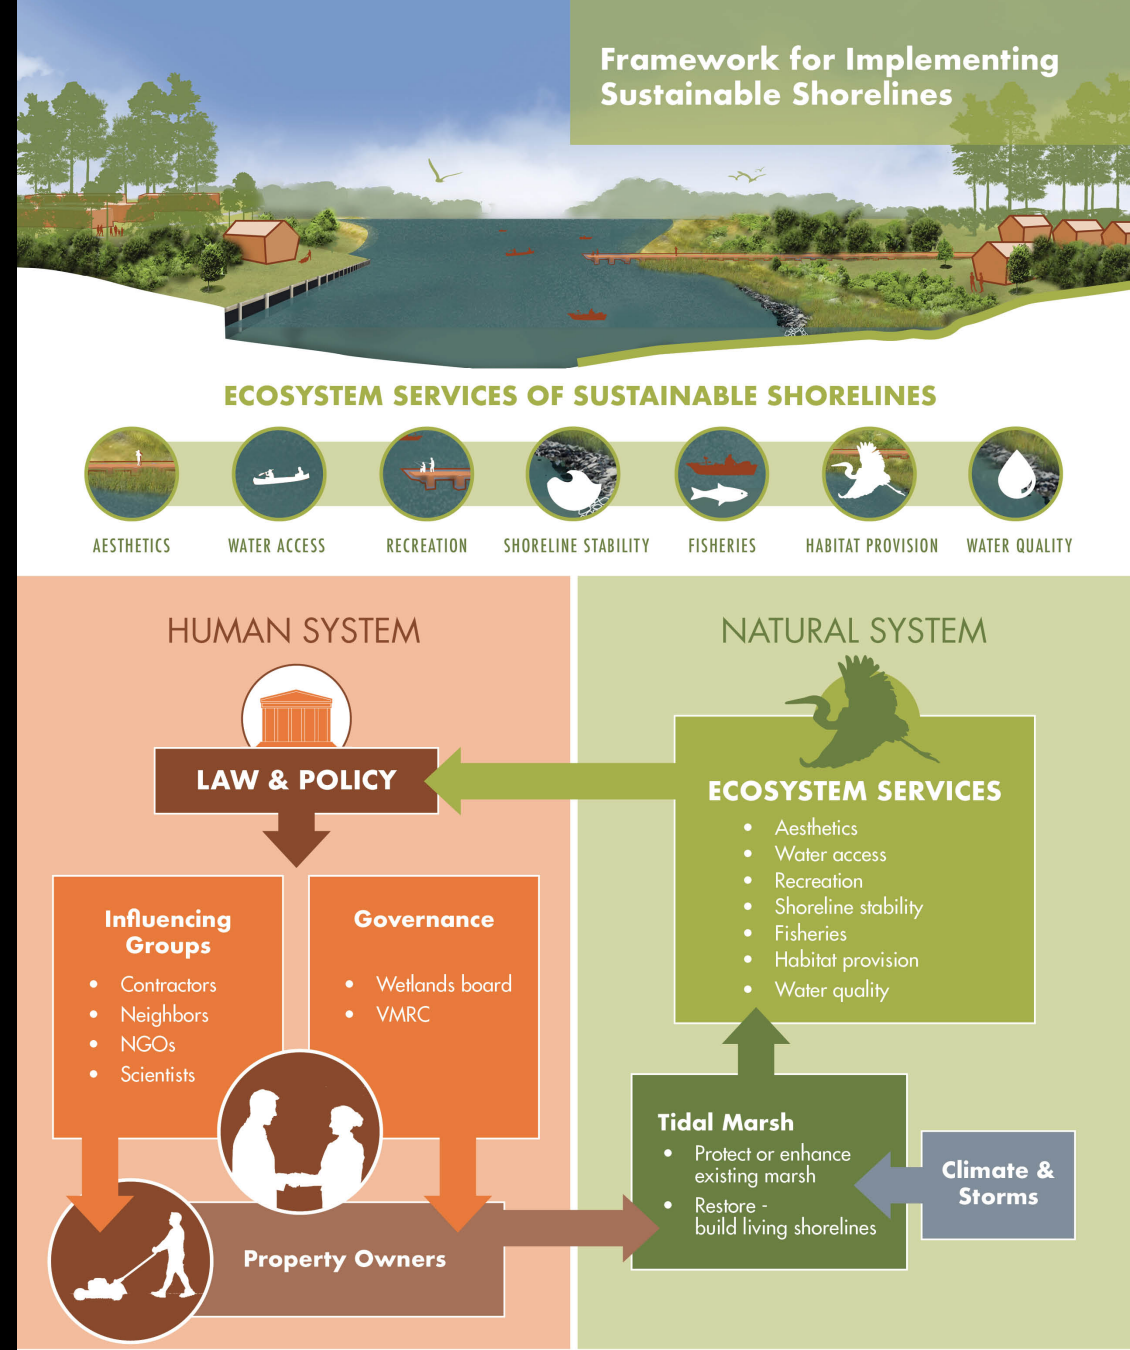 Framework for Implementing
Sustainable Shorelines
ECOSYSTEM SERVICES OF SUSTAINABLE SHORELINES
AESTHETICS
WATER ACCESS
RECREATION
SHORELINE STABILITY
FISHERIES
HABITAT PROVISION
WATER QUALITY
HUMAN SYSTEM
LAW & POLICY
Influencing
Groups
• Contractors
• Neighbors
• NGOs
• Scientists
Governance
• Wetlands board
• VMRC
Property Owners
NATURAL SYSTEM
ECOSYSTEM SERVICES
• Aesthetics
• Water access
• Recreation
• Shoreline stability
• Fisheries
• Habitat provision
• Water quality
Tidal Marsh
• Protect or enhance
existing marsh
• Restore -
build living shorelines
Climate &
Storms